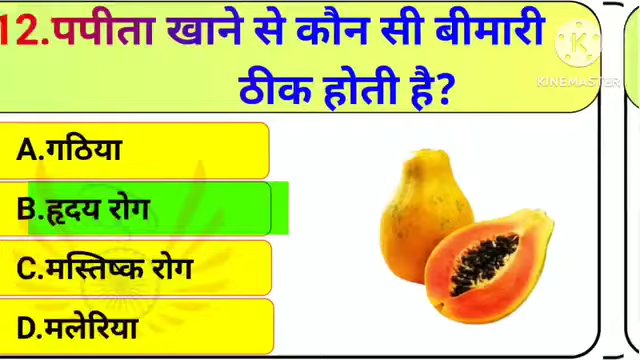 12.पपीता खाने से कौन सी बीमारी
ठीक होती है?
KINEMASTER
A.गठिया
B.हृदय रोग
C.मस्तिष्क रोग
D.मलेरिया